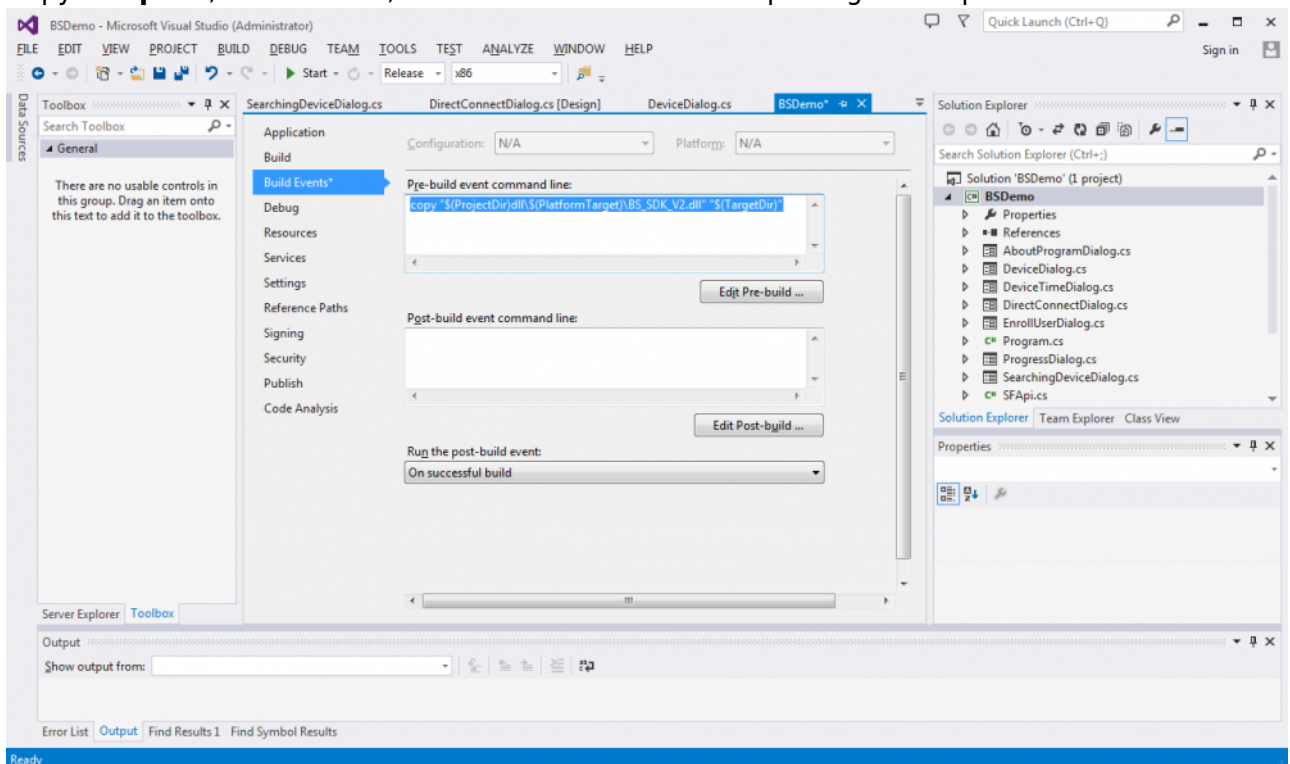 BSDemo - Microsoft Visual Studio (Administrator)
Quick Launch (Ctrl+Q)
FILE EDIT VIEW PROJECT BUILD DEBUG TEAM TOOLS TEST ANALYZE WINDOW HELP
Sign in
Start
Release
x86
Data Sources
Toolbox
Search Toolbox
General
There are no usable controls in
this group. Drag an item onto
this text to add it to the toolbox.
Server Explorer Toolbox
SearchingDeviceDialog.cs DirectConnectDialog.cs [Design] DeviceDialog.cs BSDemo*
Application
Build
Build Events*
Debug
Resources
Services
Settings
Reference Paths
Signing
Security
Publish
Code Analysis
Configuration: N/A Platform: N/A
Pre-build event command line:
copy "$(ProjectDir)dll\$(PlatformTarget)\BS_SDK_V2.dll" "$(TargetDir)"
Edit Pre-build ...
Post-build event command line:
Edit Post-build ...
Run the post-build event:
On successful build
Solution Explorer
Search Solution Explorer (Ctrl+;)
Solution 'BSDemo' (1 project)
BSDemo
Properties
References
AboutProgramDialog.cs
DeviceDialog.cs
DeviceTimeDialog.cs
DirectConnectDialog.cs
EnrollUserDialog.cs
C# Program.cs
ProgressDialog.cs
SearchingDeviceDialog.cs
C# SFApi.cs
Solution Explorer Team Explorer Class View
Properties
Output
Show output from:
Error List Output Find Results 1 Find Symbol Results
Ready